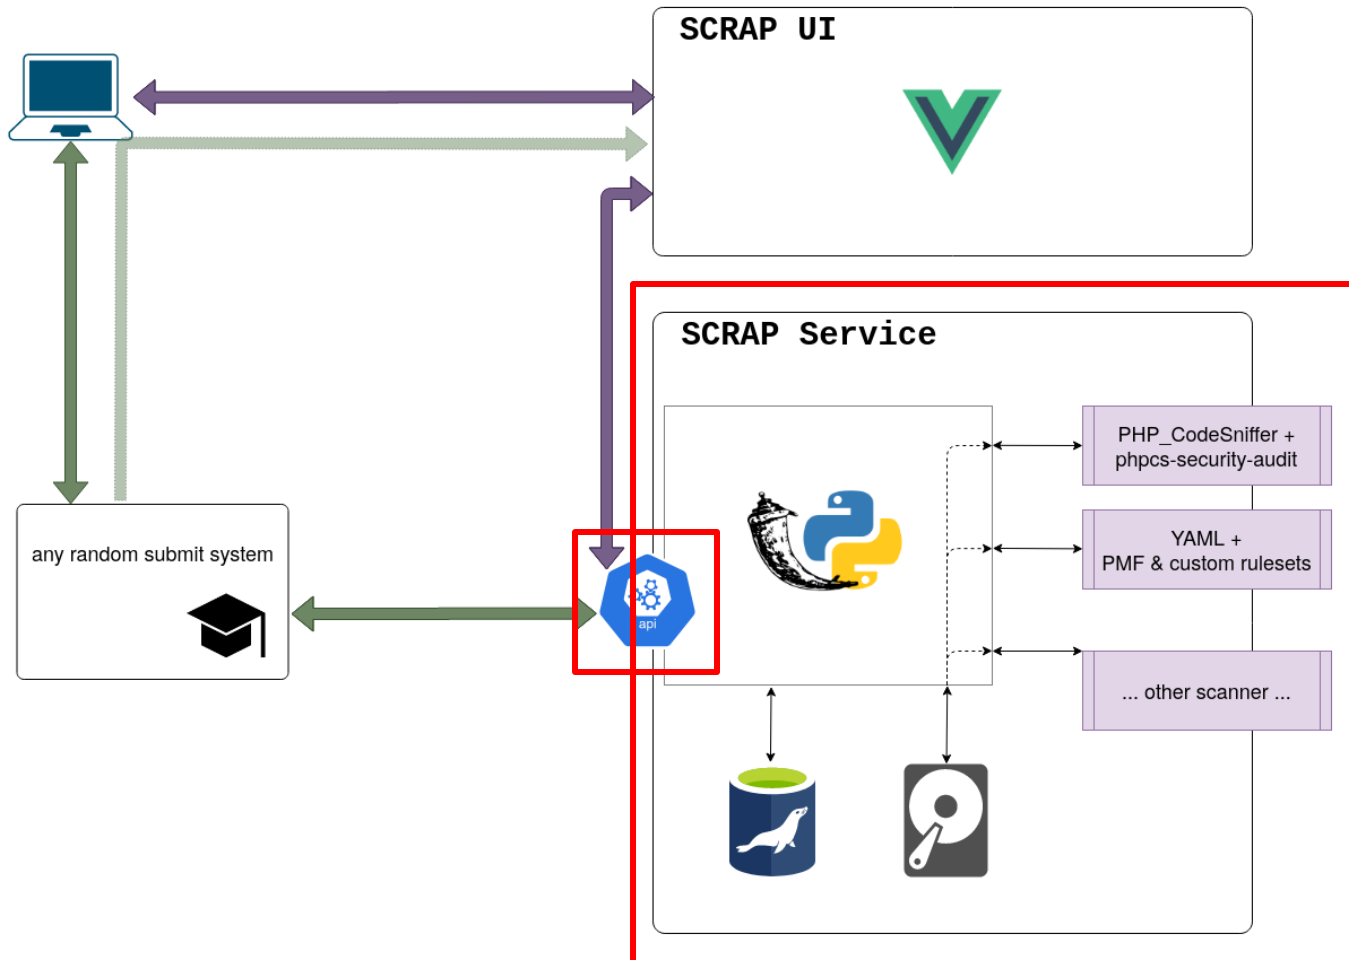 SCRAP UI
SCRAP Service
PHP_CodeSniffer +
phpcs-security-audit
YAML +
PMF & custom rulesets
any random submit system
api
... other scanner ...